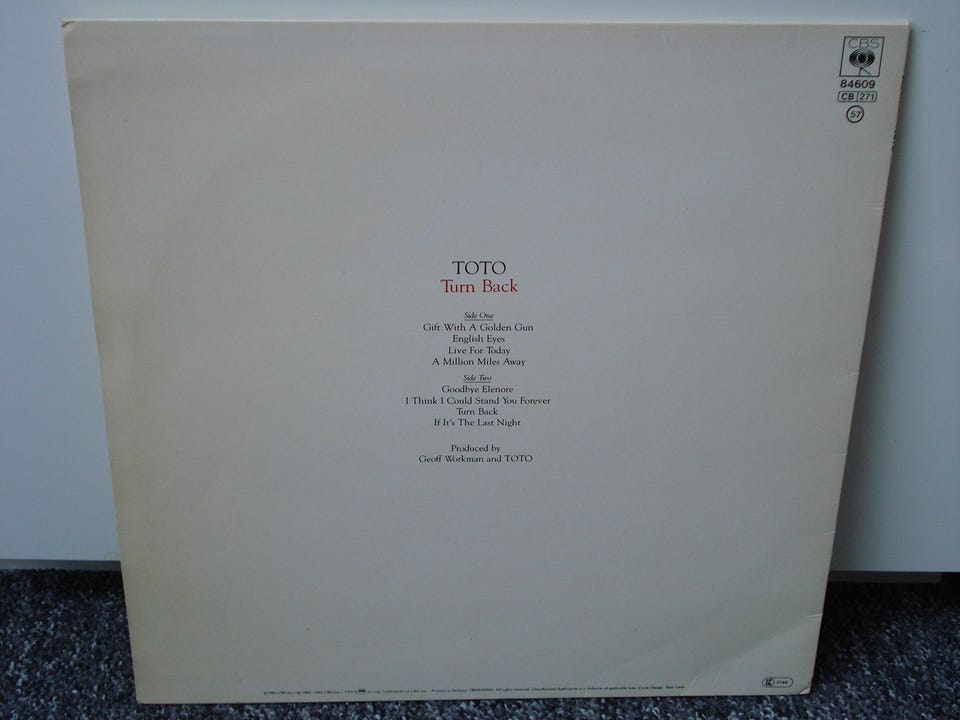 CBS
84609
CB 271
57
TOTO
Turn Back
Side One
Gift With A Golden Gun
English Eyes
Live For Today
A Million Miles Away
Side Two
Goodbye Elenore
I Think I Could Stand You Forever
Turn Back
If It's The Last Night
Produced by
Geoff Workman and TOTO